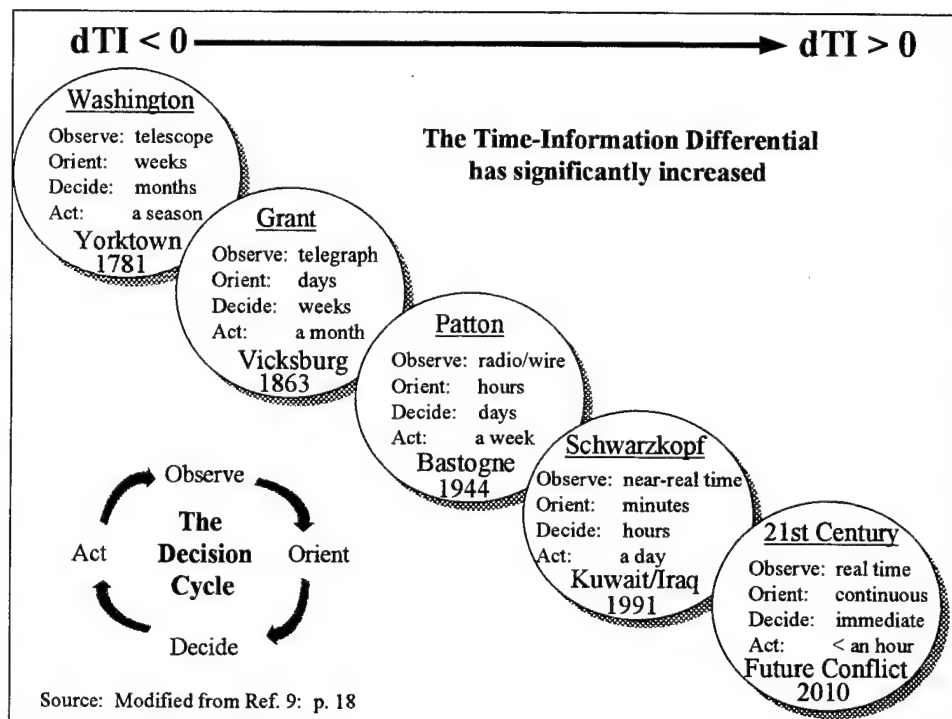 dTI < 0 dTI > 0
The Time-Information Differential
has significantly increased
Washington
Observe: telescope
Orient: weeks
Decide: months
Act: a season
Yorktown
1781
Grant
Observe: telegraph
Orient: days
Decide: weeks
Act: a month
Vicksburg
1863
Patton
Observe: radio/wire
Orient: hours
Decide: days
Act: a week
Bastogne
1944
Schwarzkopf
Observe: near-real time
Orient: minutes
Decide: hours
Act: a day
Kuwait/Iraq
1991
21st Century
Observe: real time
Orient: continuous
Decide: immediate
Act: < an hour
Future Conflict
2010
Observe
Orient
Decide
Act
The
Decision
Cycle
Source: Modified from Ref. 9: p. 18